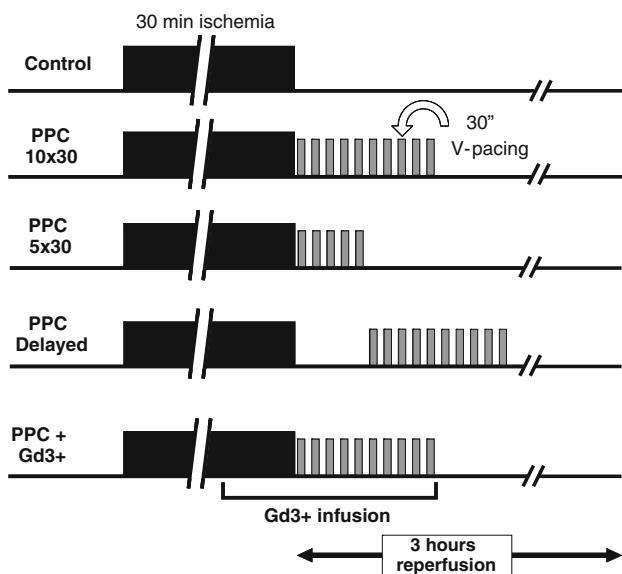 30 min ischemia
Control
PPC
10x30
30”
V-pacing
PPC
5x30
PPC
Delayed
PPC +
Gd3+
Gd3+ infusion
3 hours
reperfusion